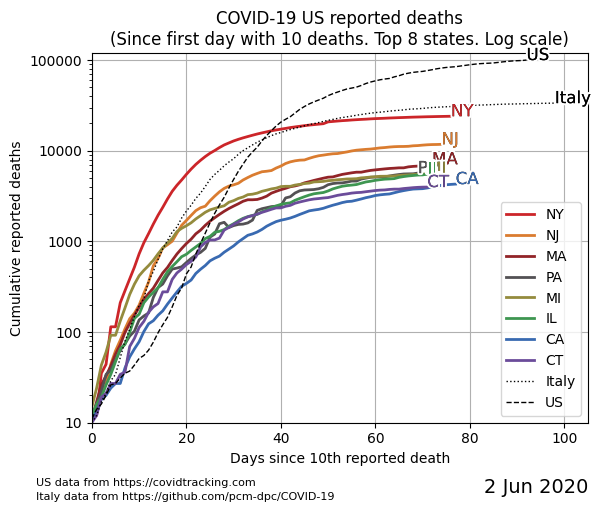 COVID-19 US reported deaths
(Since first day with 10 deaths. Top 8 states. Log scale)
Cumulative reported deaths
100000
10000
1000
100
10
0
20
40
60
80
100
Days since 10th reported death
US
Italy
NY
NJ
MA
PA
IL
MI
CA
CT
NY
NJ
MA
PA
MI
IL
CA
CT
Italy
US
US data from https://covidtracking.com
Italy data from https://github.com/pcm-dpc/COVID-19
2 Jun 2020